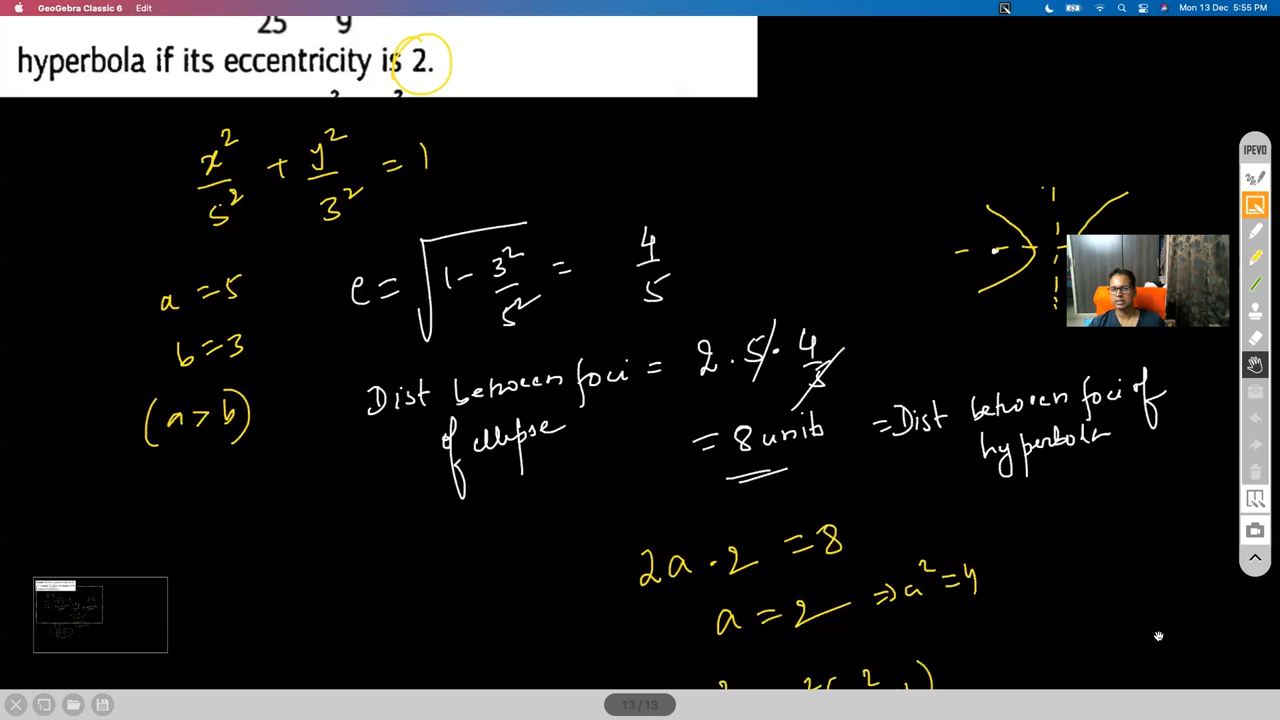 GeoGebra Classic 6 Edit Mon 13 Dec 5:55 PM
25 9
hyperbola if its eccentricity is 2.
x²/5² + y²/3² = 1
IPEVO
e = √(1 - 3²/5²) = 4/5
a = 5
b = 3
(a > b)
Dist between foci = 2 · 5 · 4/5
of ellipse
= 8 units = Dist between foci of
hyperbola
2a · 2 = 8
a = 2 ⇒ a² = 4
13 / 13